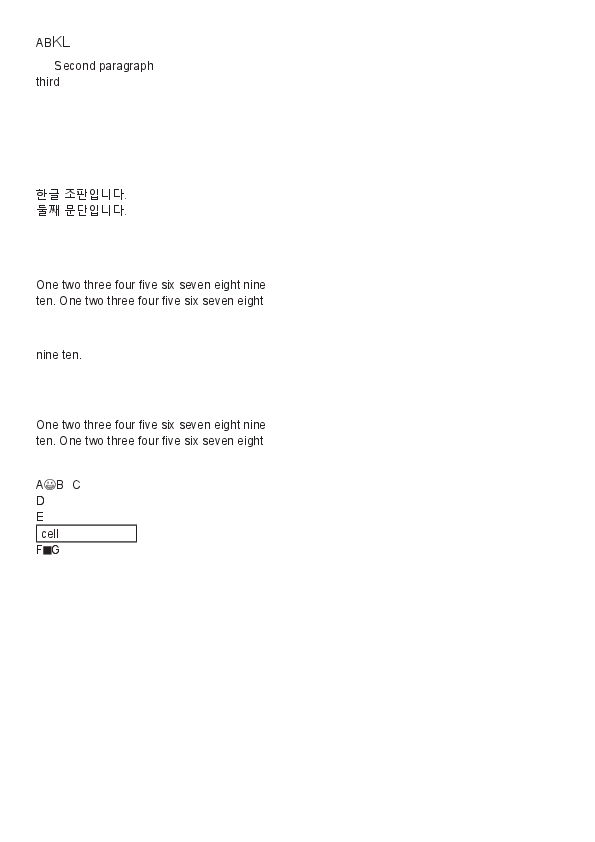 ABKL
Second paragraph
third
한글 조판입니다.
둘째 문단입니다.
One two three four five six seven eight nine
ten. One two three four five six seven eight
nine ten.
One two three four five six seven eight nine
ten. One two three four five six seven eight
A😀B C
D
E
cell
F■G